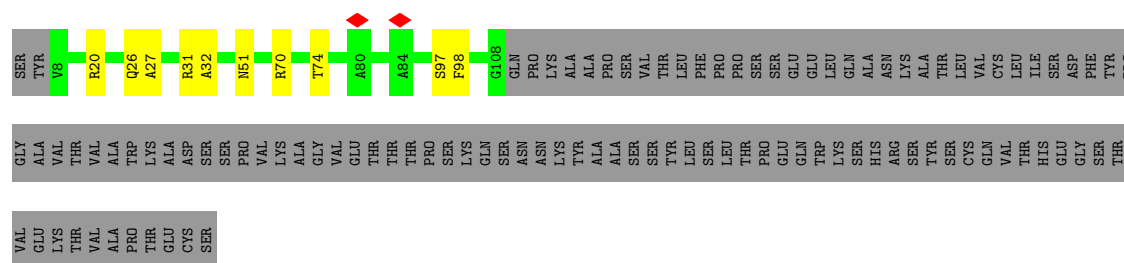 SER TYR V8 R20 Q26 A27 R31 A32 N51 R70 T74 A80 A84 S97 F98 G108 GLN PRO LYS ALA ALA PRO SER VAL THR LEU PHE PRO PRO SER SER GLU GLU LEU GLN ALA ASN LYS ALA THR LEU VAL CYS LEU ILE SER ASP PHE TYR
GLY ALA VAL THR VAL ALA TRP LYS ALA ASP SER SER PRO VAL LYS ALA GLY VAL GLU THR THR THR PRO SER LYS GLN SER ASN ASN LYS TYR ALA ALA SER SER TYR LEU SER LEU THR PRO GLU GLN TRP LYS SER HIS ARG SER TYR SER CYS GLN VAL THR HIS GLU GLY SER THR
VAL GLU LYS THR VAL ALA PRO THR GLU CYS SER